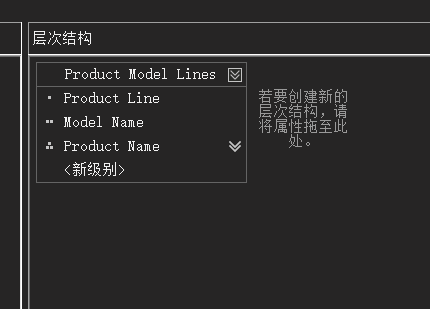 层次结构
Product Model Lines
Product Line
Model Name
Product Name
<新级别>
若要创建新的
层次结构，请
将属性拖至此
处。